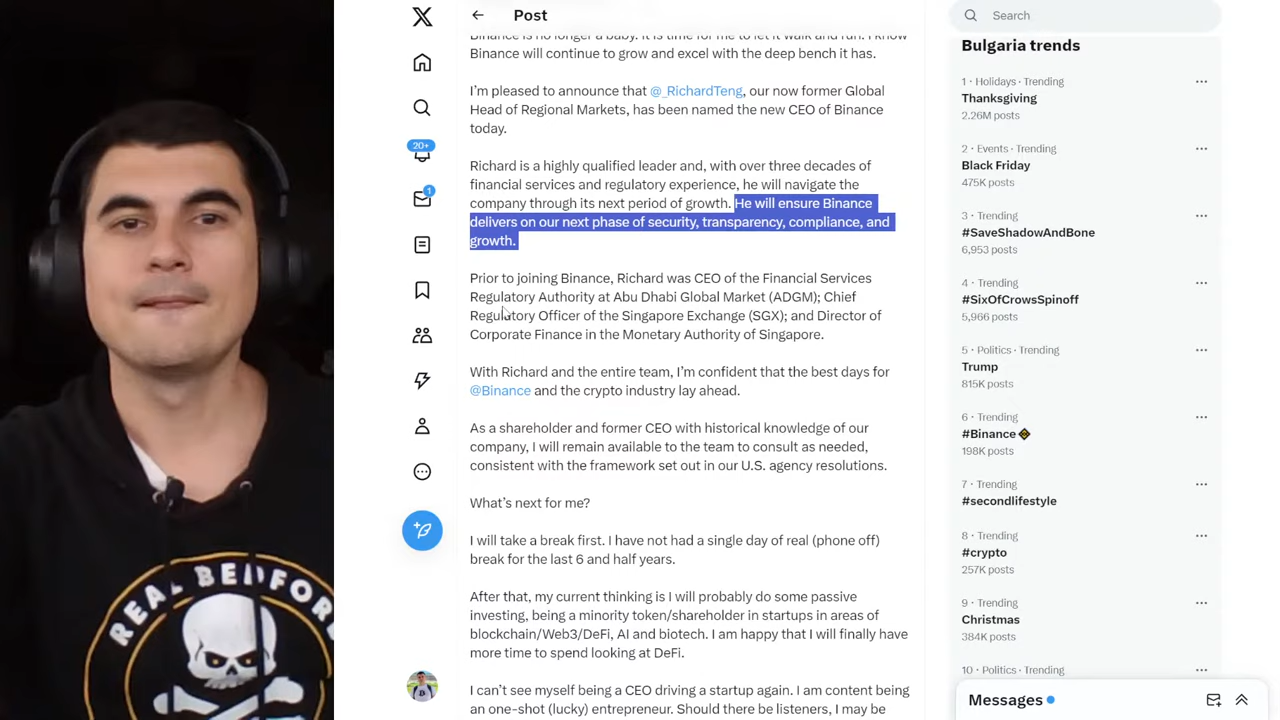 Post
Binance is no longer a baby. It is time for me to let it walk and run. I know
Binance will continue to grow and excel with the deep bench it has.
I'm pleased to announce that @_RichardTeng, our now former Global
Head of Regional Markets, has been named the new CEO of Binance
today.
Richard is a highly qualified leader and, with over three decades of
financial services and regulatory experience, he will navigate the
company through its next period of growth. He will ensure Binance
delivers on our next phase of security, transparency, compliance, and
growth.
Prior to joining Binance, Richard was CEO of the Financial Services
Regulatory Authority at Abu Dhabi Global Market (ADGM); Chief
Regulatory Officer of the Singapore Exchange (SGX); and Director of
Corporate Finance in the Monetary Authority of Singapore.
With Richard and the entire team, I'm confident that the best days for
@Binance and the crypto industry lay ahead.
As a shareholder and former CEO with historical knowledge of our
company, I will remain available to the team to consult as needed,
consistent with the framework set out in our U.S. agency resolutions.
What's next for me?
I will take a break first. I have not had a single day of real (phone off)
break for the last 6 and half years.
After that, my current thinking is I will probably do some passive
investing, being a minority token/shareholder in startups in areas of
blockchain/Web3/DeFi, AI and biotech. I am happy that I will finally have
more time to spend looking at DeFi.
I can't see myself being a CEO driving a startup again. I am content being
an one-shot (lucky) entrepreneur. Should there be listeners, I may be
20+
1
Search
Bulgaria trends
1 · Holidays · Trending
Thanksgiving
2.26M posts
2 · Events · Trending
Black Friday
475K posts
3 · Trending
#SaveShadowAndBone
6,953 posts
4 · Trending
#SixOfCrowsSpinoff
5,966 posts
5 · Politics · Trending
Trump
815K posts
6 · Trending
#Binance
198K posts
7 · Trending
#secondlifestyle
8 · Trending
#crypto
257K posts
9 · Trending
Christmas
384K posts
10 · Politics · Trending
Messages
REAL BEDFOR